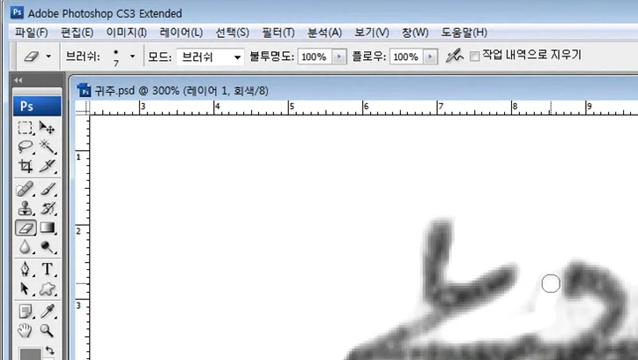 Adobe Photoshop CS3 Extended
파일(F) 편집(E) 이미지(I) 레이어(L) 선택(S) 필터(T) 분석(A) 보기(V) 창(W) 도움말(H)
브러쉬: 7 모드: 브러쉬 불투명도: 100% 플로우: 100% 작업 내역으로 지우기
귀주.psd @ 300% (레이어 1, 회색/8)
Ps
3 4 5 6 7 8 9
1
2
3